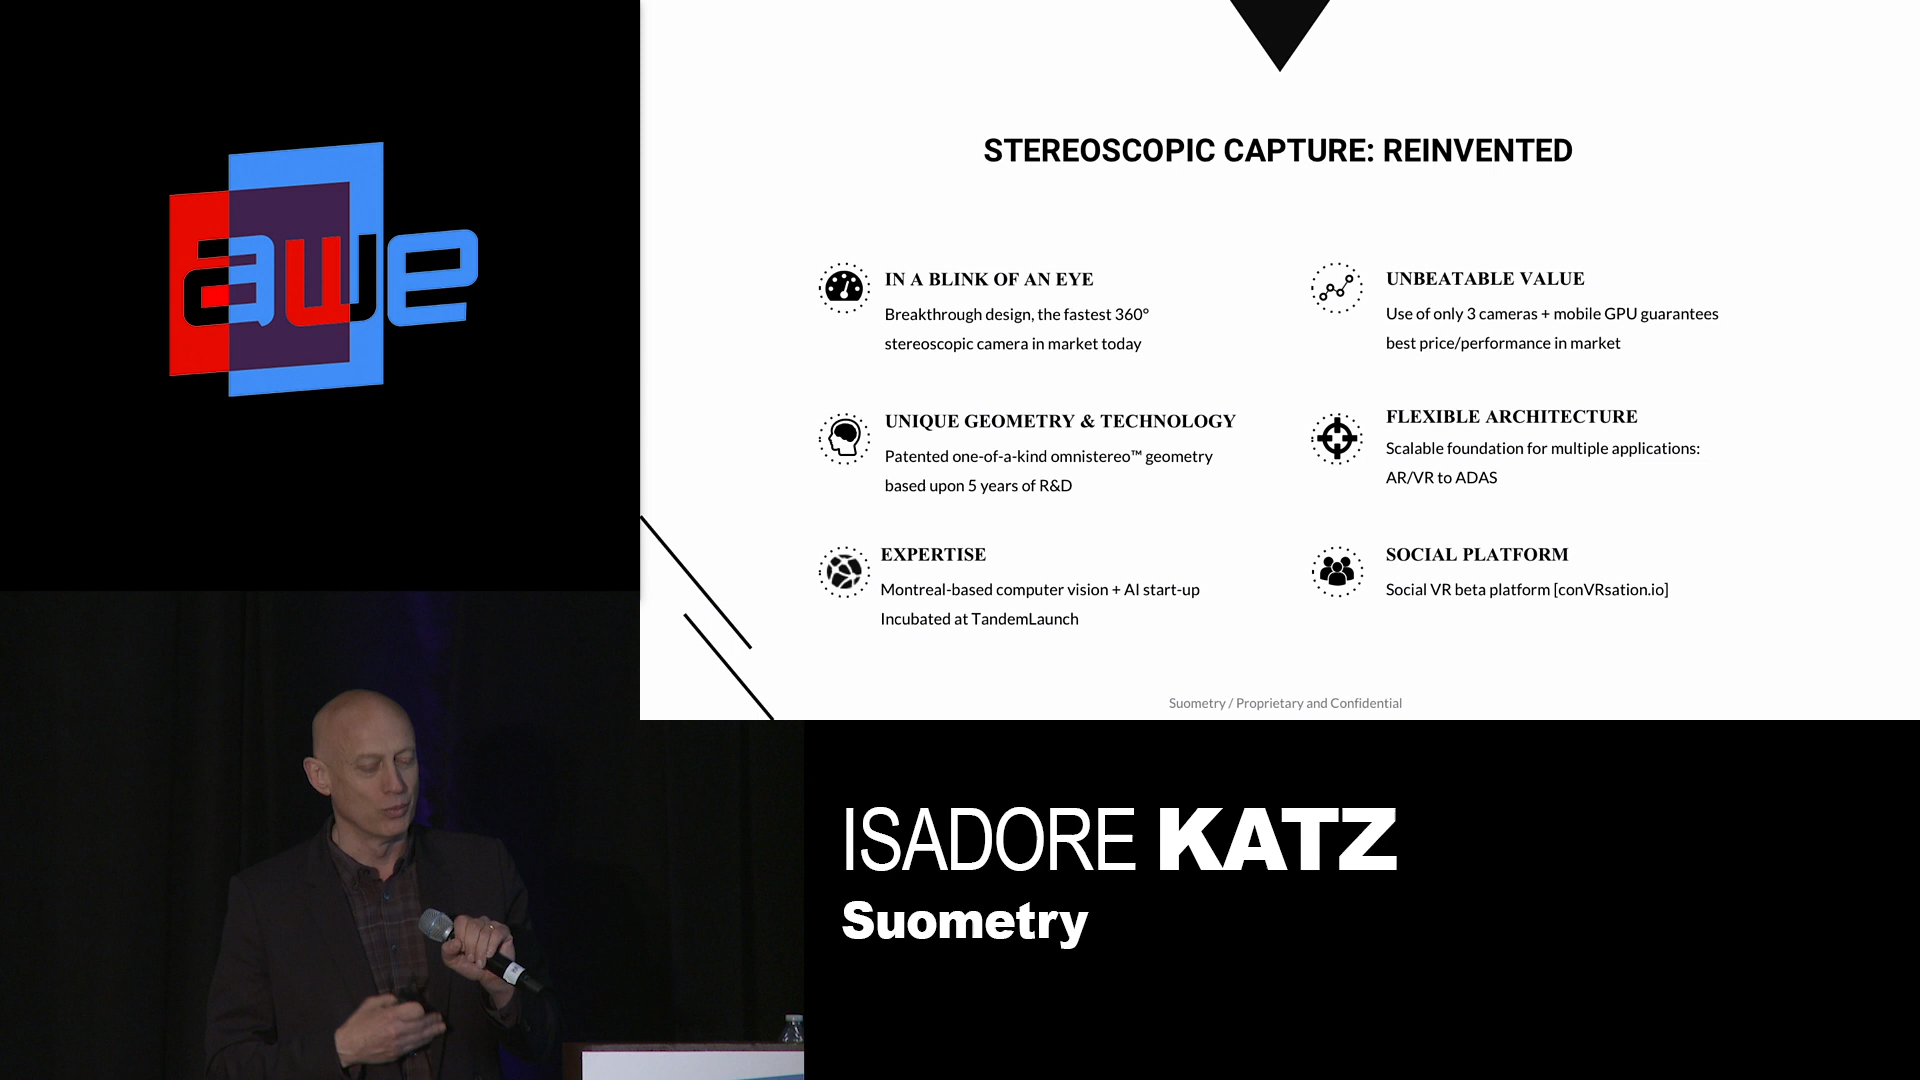 awe
STEREOSCOPIC CAPTURE: REINVENTED
IN A BLINK OF AN EYE
Breakthrough design, the fastest 360°
stereoscopic camera in market today
UNBEATABLE VALUE
Use of only 3 cameras + mobile GPU guarantees
best price/performance in market
UNIQUE GEOMETRY & TECHNOLOGY
Patented one-of-a-kind omnistereo™ geometry
based upon 5 years of R&D
FLEXIBLE ARCHITECTURE
Scalable foundation for multiple applications:
AR/VR to ADAS
EXPERTISE
Montreal-based computer vision + AI start-up
Incubated at TandemLaunch
SOCIAL PLATFORM
Social VR beta platform [conVRsation.io]
Suometry / Proprietary and Confidential
ISADORE KATZ
Suometry